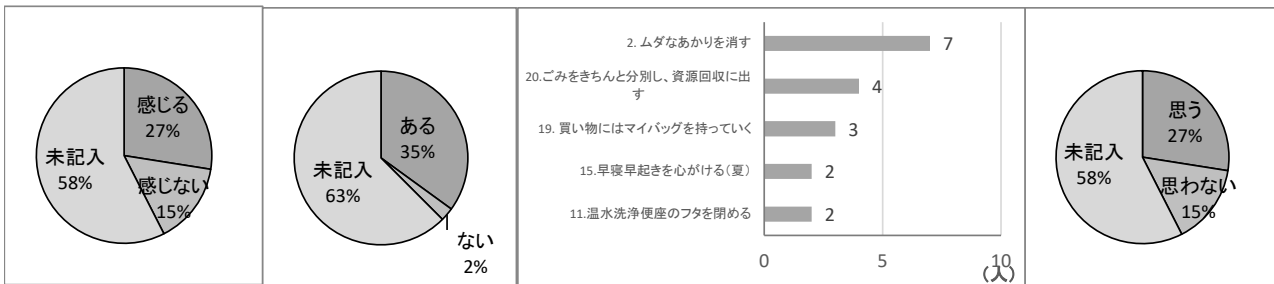 感じる
27%
感じない
15%
未記入
58%
ある
35%
ない
2%
未記入
63%
2. ムダなあかりを消す
7
20.ごみをきちんと分別し、資源回収に出
す
4
19. 買い物にはマイバッグを持っていく
3
15.早寝早起きを心がける(夏)
2
11.温水洗浄便座のフタを閉める
2
0
5
10
(人)
思う
27%
思わない
15%
未記入
58%